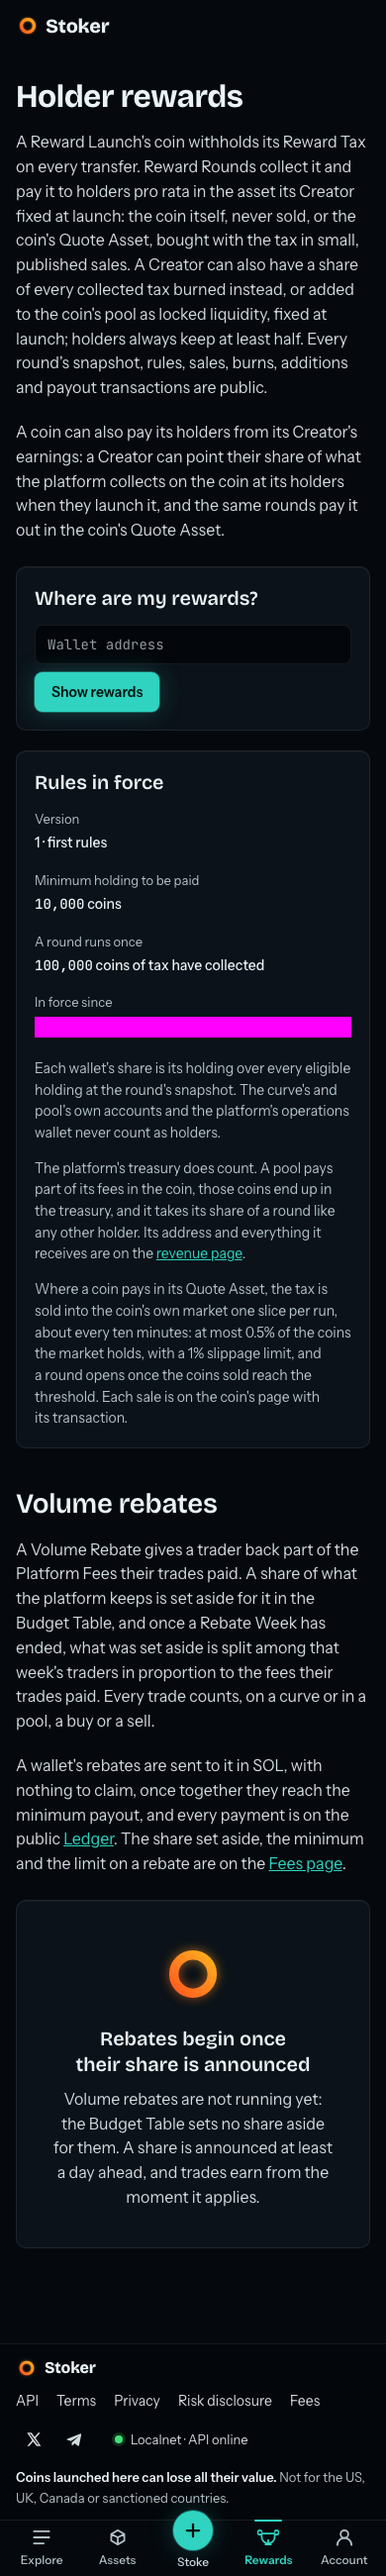 Stoker
Holder rewards
A Reward Launch's coin withholds its Reward Tax
on every transfer. Reward Rounds collect it and
pay it to holders pro rata in the asset its Creator
fixed at launch: the coin itself, never sold, or the
coin's Quote Asset, bought with the tax in small,
published sales. A Creator can also have a share
of every collected tax burned instead, or added
to the coin's pool as locked liquidity, fixed at
launch; holders always keep at least half. Every
round's snapshot, rules, sales, burns, additions
and payout transactions are public.
A coin can also pay its holders from its Creator's
earnings: a Creator can point their share of what
the platform collects on the coin at its holders
when they launch it, and the same rounds pay it
out in the coin's Quote Asset.
Where are my rewards?
Wallet address
Show rewards
Rules in force
Version
1 · first rules
Minimum holding to be paid
10,000 coins
A round runs once
100,000 coins of tax have collected
In force since
Each wallet's share is its holding over every eligible
holding at the round's snapshot. The curve's and
pool's own accounts and the platform's operations
wallet never count as holders.
The platform's treasury does count. A pool pays
part of its fees in the coin, those coins end up in
the treasury, and it takes its share of a round like
any other holder. Its address and everything it
receives are on the revenue page.
Where a coin pays in its Quote Asset, the tax is
sold into the coin's own market one slice per run,
about every ten minutes: at most 0.5% of the coins
the market holds, with a 1% slippage limit, and
a round opens once the coins sold reach the
threshold. Each sale is on the coin's page with
its transaction.
Volume rebates
A Volume Rebate gives a trader back part of the
Platform Fees their trades paid. A share of what
the platform keeps is set aside for it in the
Budget Table, and once a Rebate Week has
ended, what was set aside is split among that
week's traders in proportion to the fees their
trades paid. Every trade counts, on a curve or in a
pool, a buy or a sell.
A wallet's rebates are sent to it in SOL, with
nothing to claim, once together they reach the
minimum payout, and every payment is on the
public Ledger. The share set aside, the minimum
and the limit on a rebate are on the Fees page.
Rebates begin once
their share is announced
Volume rebates are not running yet:
the Budget Table sets no share aside
for them. A share is announced at least
a day ahead, and trades earn from the
moment it applies.
Stoker
API Terms Privacy Risk disclosure Fees
Localnet · API online
Coins launched here can lose all their value. Not for the US,
UK, Canada or sanctioned countries.
Explore Assets Stoke Rewards Account